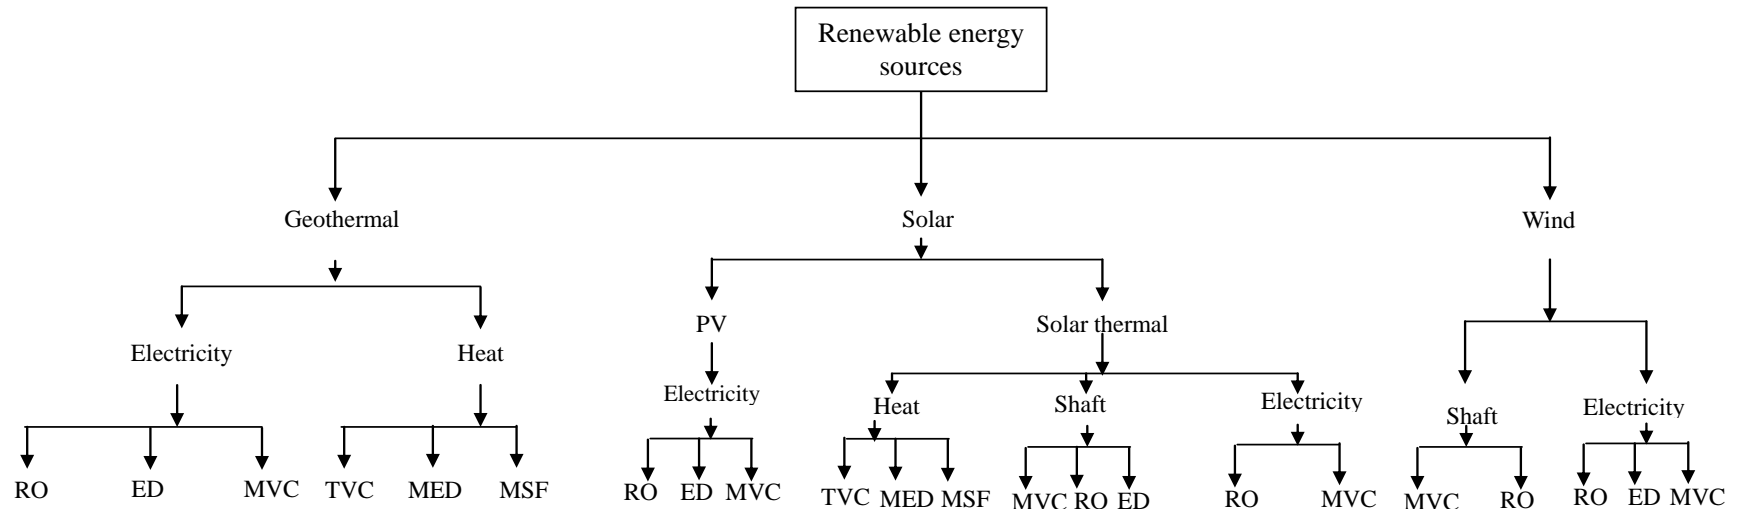 Renewable energy
sources
Geothermal
Solar
Wind
PV
Solar thermal
Electricity
Heat
Electricity
Heat
Shaft
Electricity
Shaft
Electricity
RO
ED
MVC
TVC
MED
MSF
RO
ED
MVC
TVC
MED
MSF
MVC
RO
ED
RO
MVC
MVC
RO
RO
ED
MVC